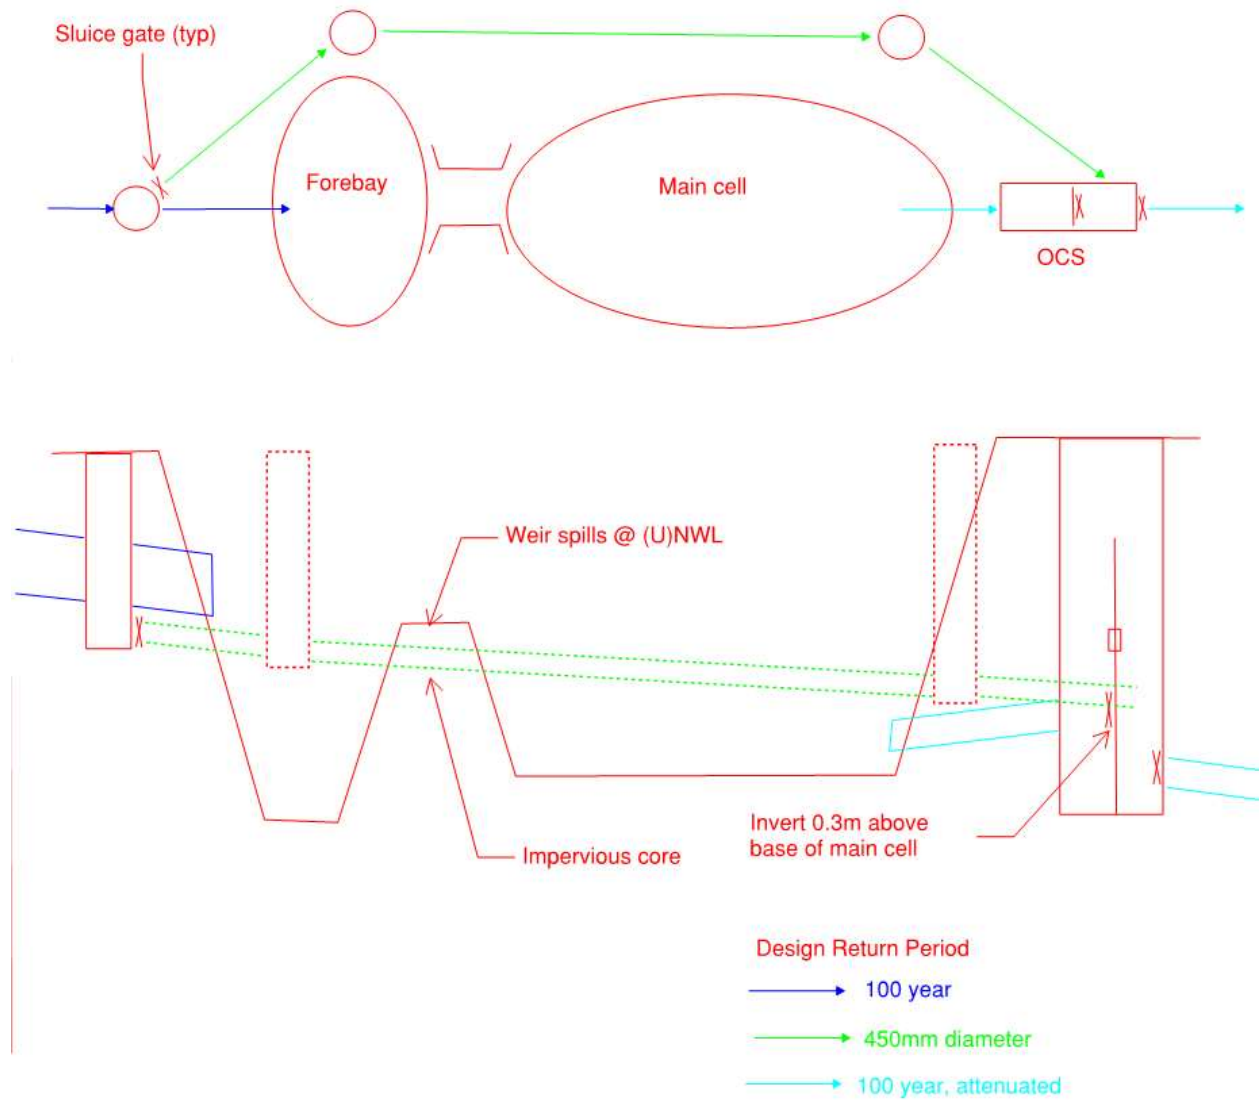 Sluice gate (typ)
Forebay
Main cell
OCS
Weir spills @ (U)NWL
Impervious core
Invert 0.3m above
base of main cell
Design Return Period
100 year
450mm diameter
100 year, attenuated